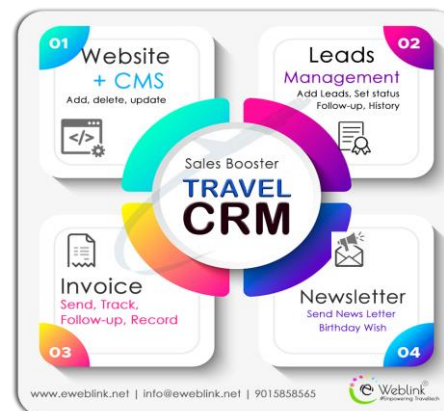 01
Website
+ CMS
Add, delete, update
</>
02
Leads
Management
Add Leads, Set status
Follow-up, History
Sales Booster
TRAVEL
CRM
Invoice
Send, Track,
Follow-up, Record
03
Newsletter
Send News Letter
Birthday Wish
04
www.eweblink.net | info@eweblink.net | 9015858565
e Weblink
#Empowering Traveltech